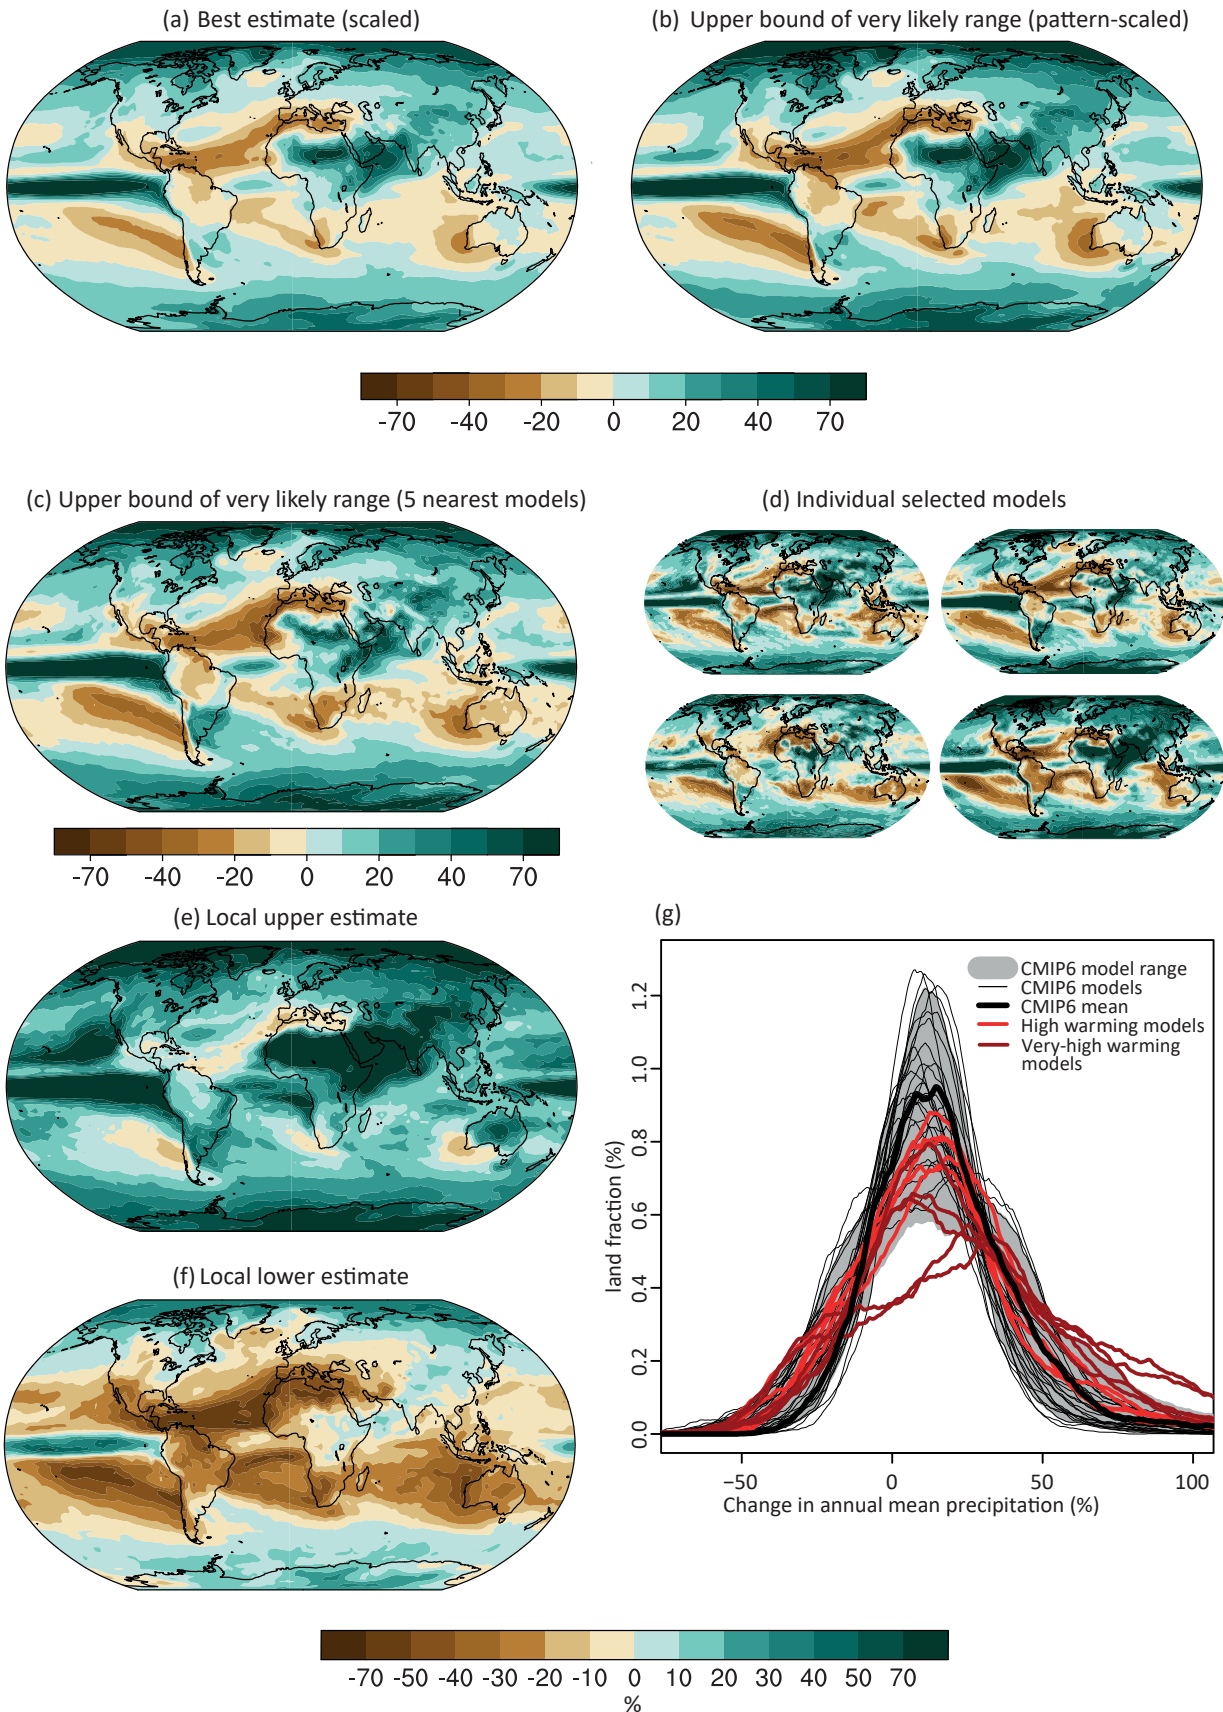 (a) Best estimate (scaled)
(b) Upper bound of very likely range (pattern-scaled)
-70 -40 -20 0 20 40 70
(c) Upper bound of very likely range (5 nearest models)
(d) Individual selected models
-70 -40 -20 0 20 40 70
(e) Local upper estimate
(f) Local lower estimate
-70 -50 -30 -20 -10 0 10 20 30 50 70
%
(g)
CMIP6 model range
CMIP6 models
CMIP6 mean
High warming models
Very-high warming
models
land fraction (%)
1.2
1.0
0.8
0.6
0.4
0.2
0.0
−50 0 50 100
Change in annual mean precipitation (%)